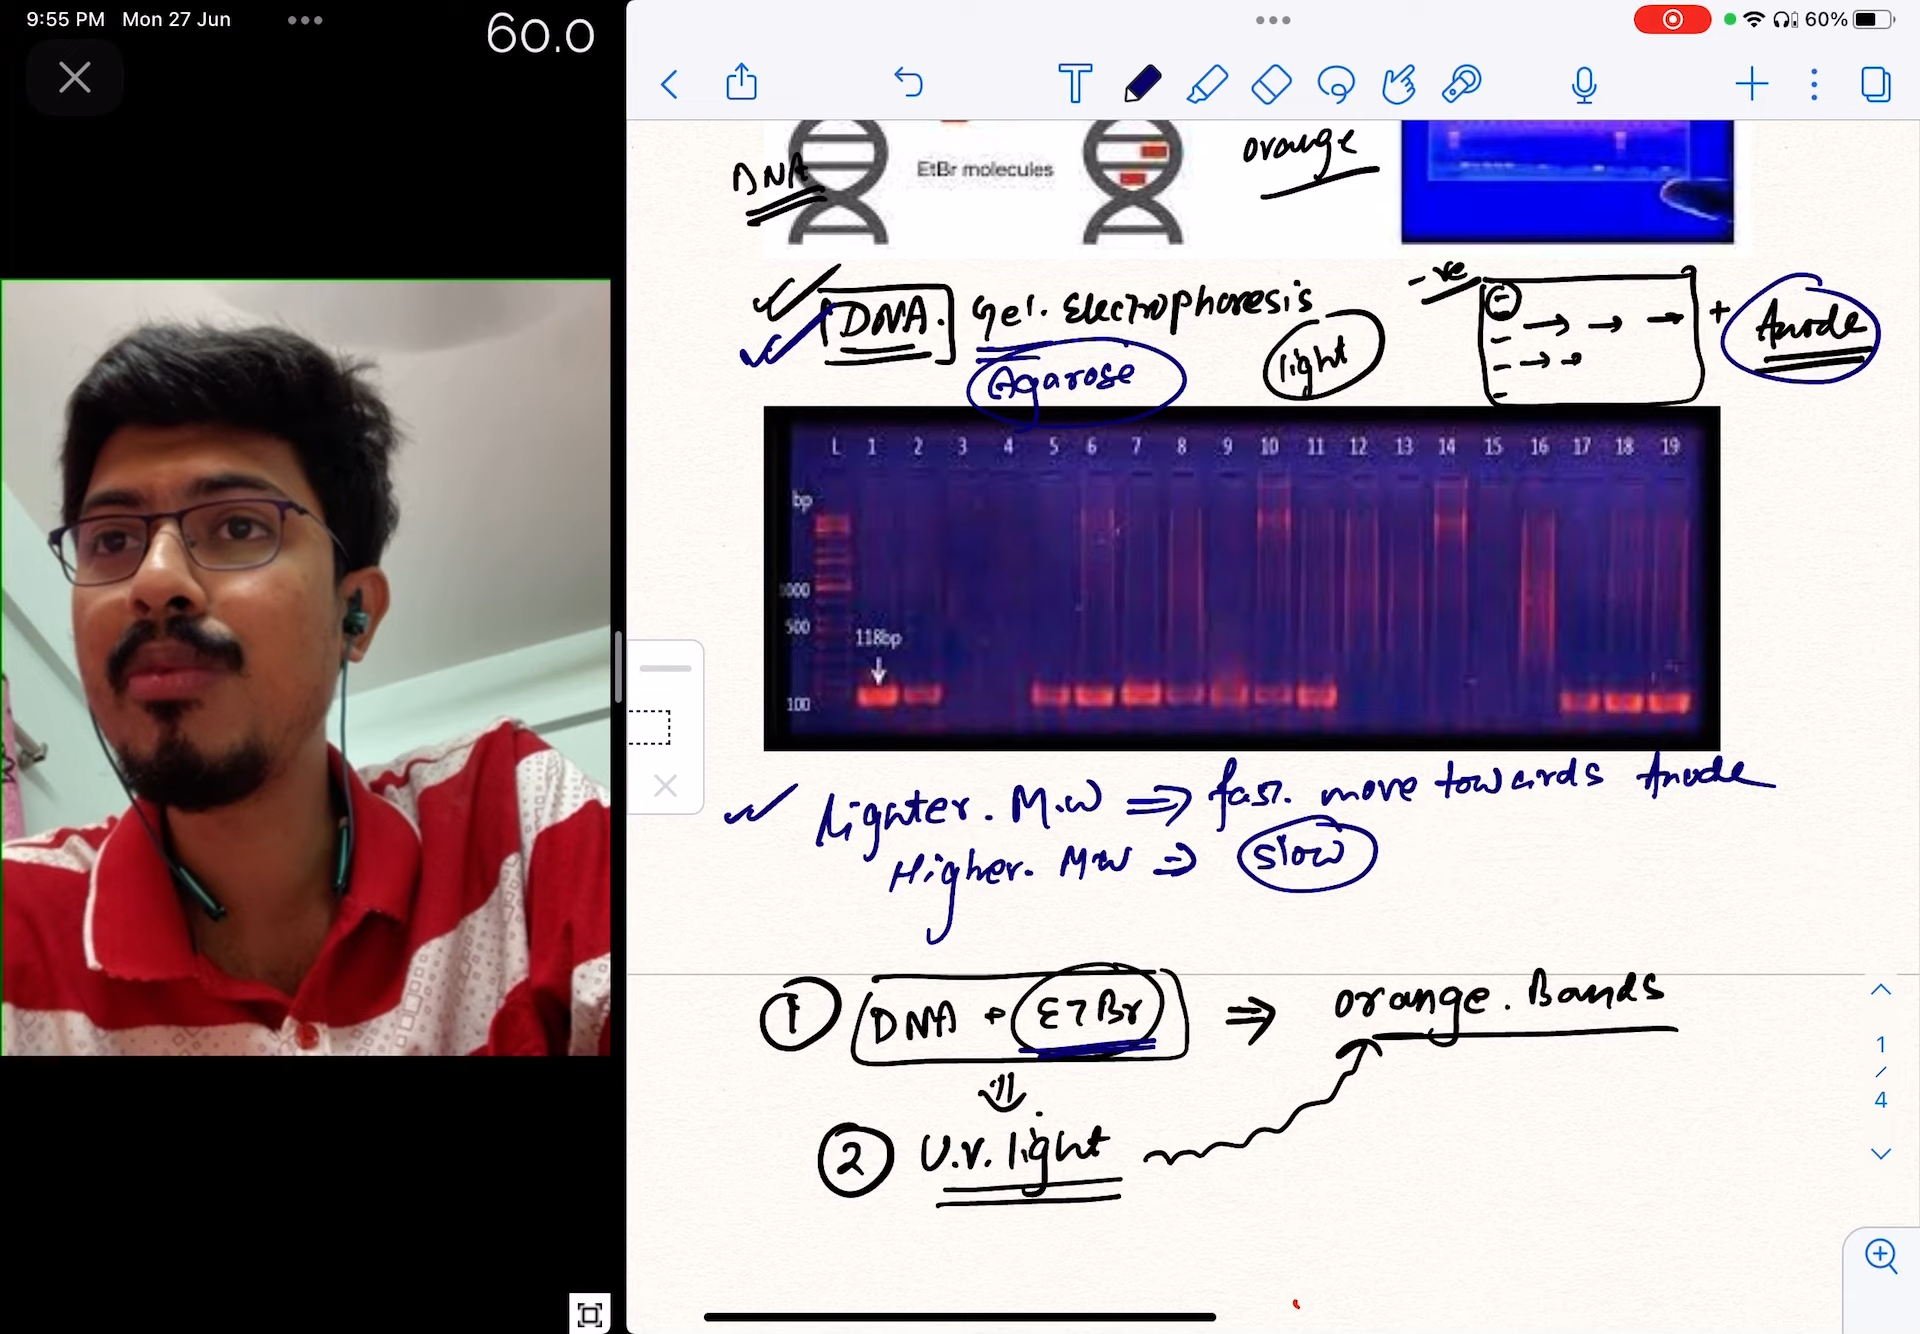 9:55 PM Mon 27 Jun
60.0
60%
T
DNA
EtBr molecules
orange
DNA. Gel. Electrophoresis
Agarose
light
-ve
+ Anode
L 1 2 3 4 5 6 7 8 9 10 11 12 13 14 15 16 17 18 19
bp
1000
500
118bp
100
Lighter. M.W ⇒ fast. move towards Anode
Higher. MW ⇒ slow
1 DNA + ETBr ⇒ orange. Bands
2 U.V. light
1
/
4